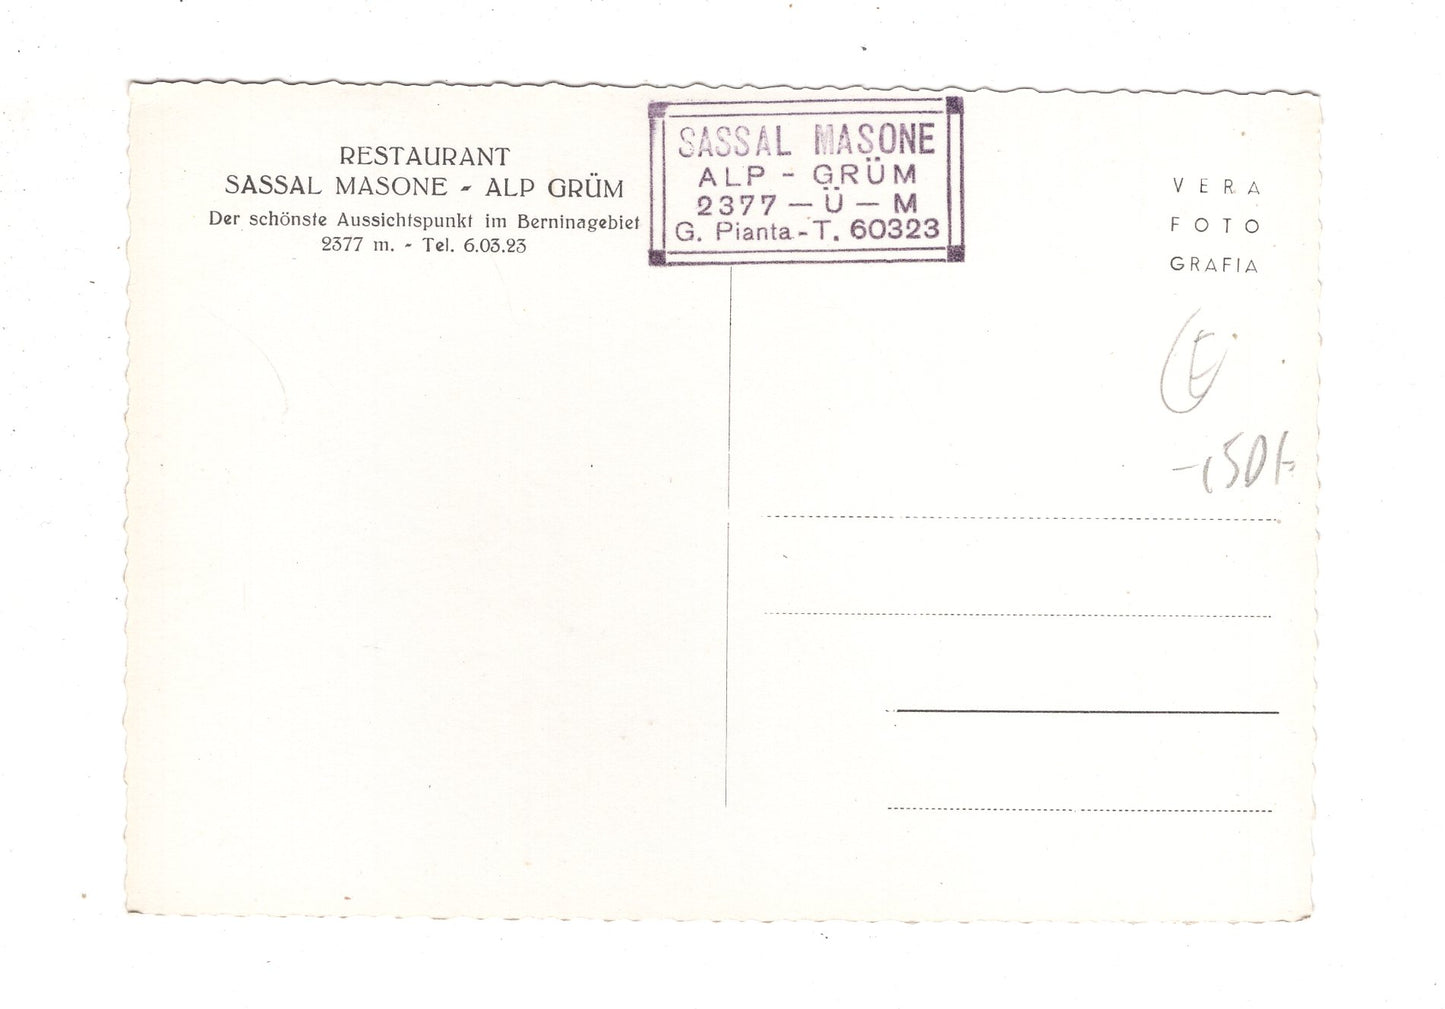 RESTAURANT
SASSAL MASONE - ALP GRÜM
Der schönste Aussichtspunkt im Berninagebiet
2377 m. - Tel. 6.03.23
SASSAL MASONE
ALP - GRÜM
2377 — Ü — M
G. Pianta - T. 60323
VERA
FOTO
GRAFIA
E